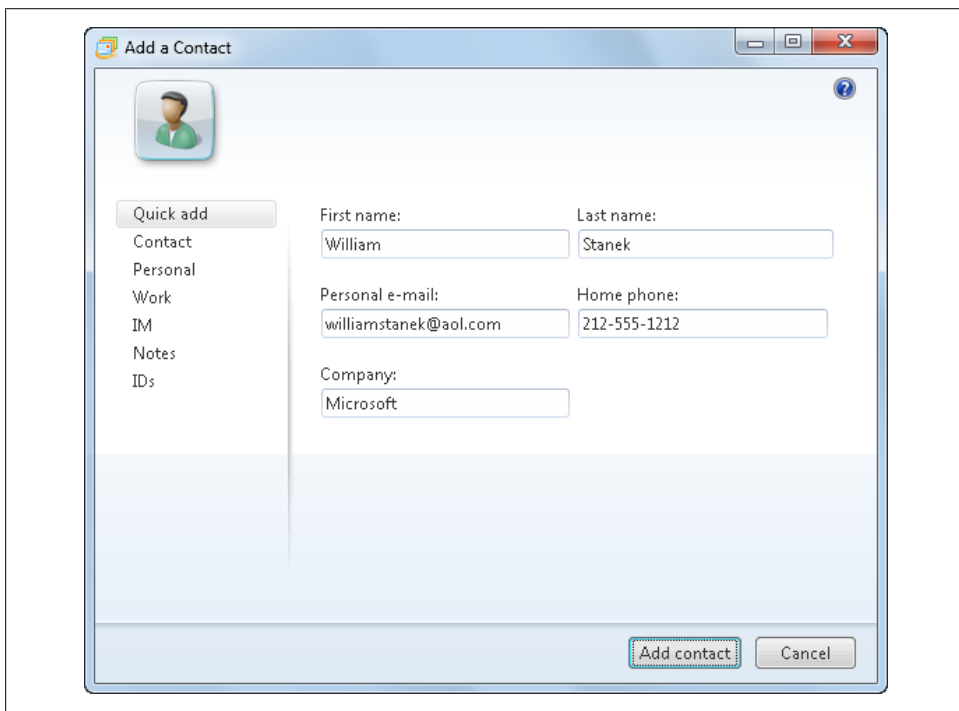 Add a Contact
Quick add
Contact
Personal
Work
IM
Notes
IDs
First name:
William
Last name:
Stanek
Personal e-mail:
williamstanek@aol.com
Home phone:
212-555-1212
Company:
Microsoft
Add contact
Cancel